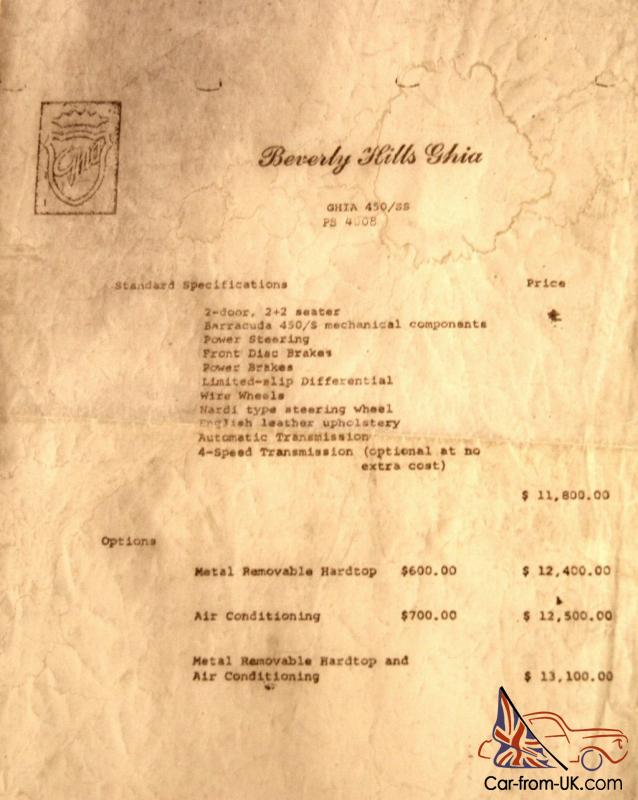 Ghia
Beverly Hills Ghia
GHIA 450/SS
PB 4008
Standard Specifications Price
2-door, 2+2 seater
Barracuda 450/S mechanical components
Power Steering
Front Disc Brakes
Power Brakes
Limited-slip Differential
Wire Wheels
Nardi type steering wheel
English leather upholstery
Automatic Transmission
4-Speed Transmission (optional at no
extra cost)
$ 11,800.00
Options
Metal Removable Hardtop $600.00 $ 12,400.00
Air Conditioning $700.00 $ 12,500.00
Metal Removable Hardtop and
Air Conditioning $ 13,100.00
Car-from-UK.com